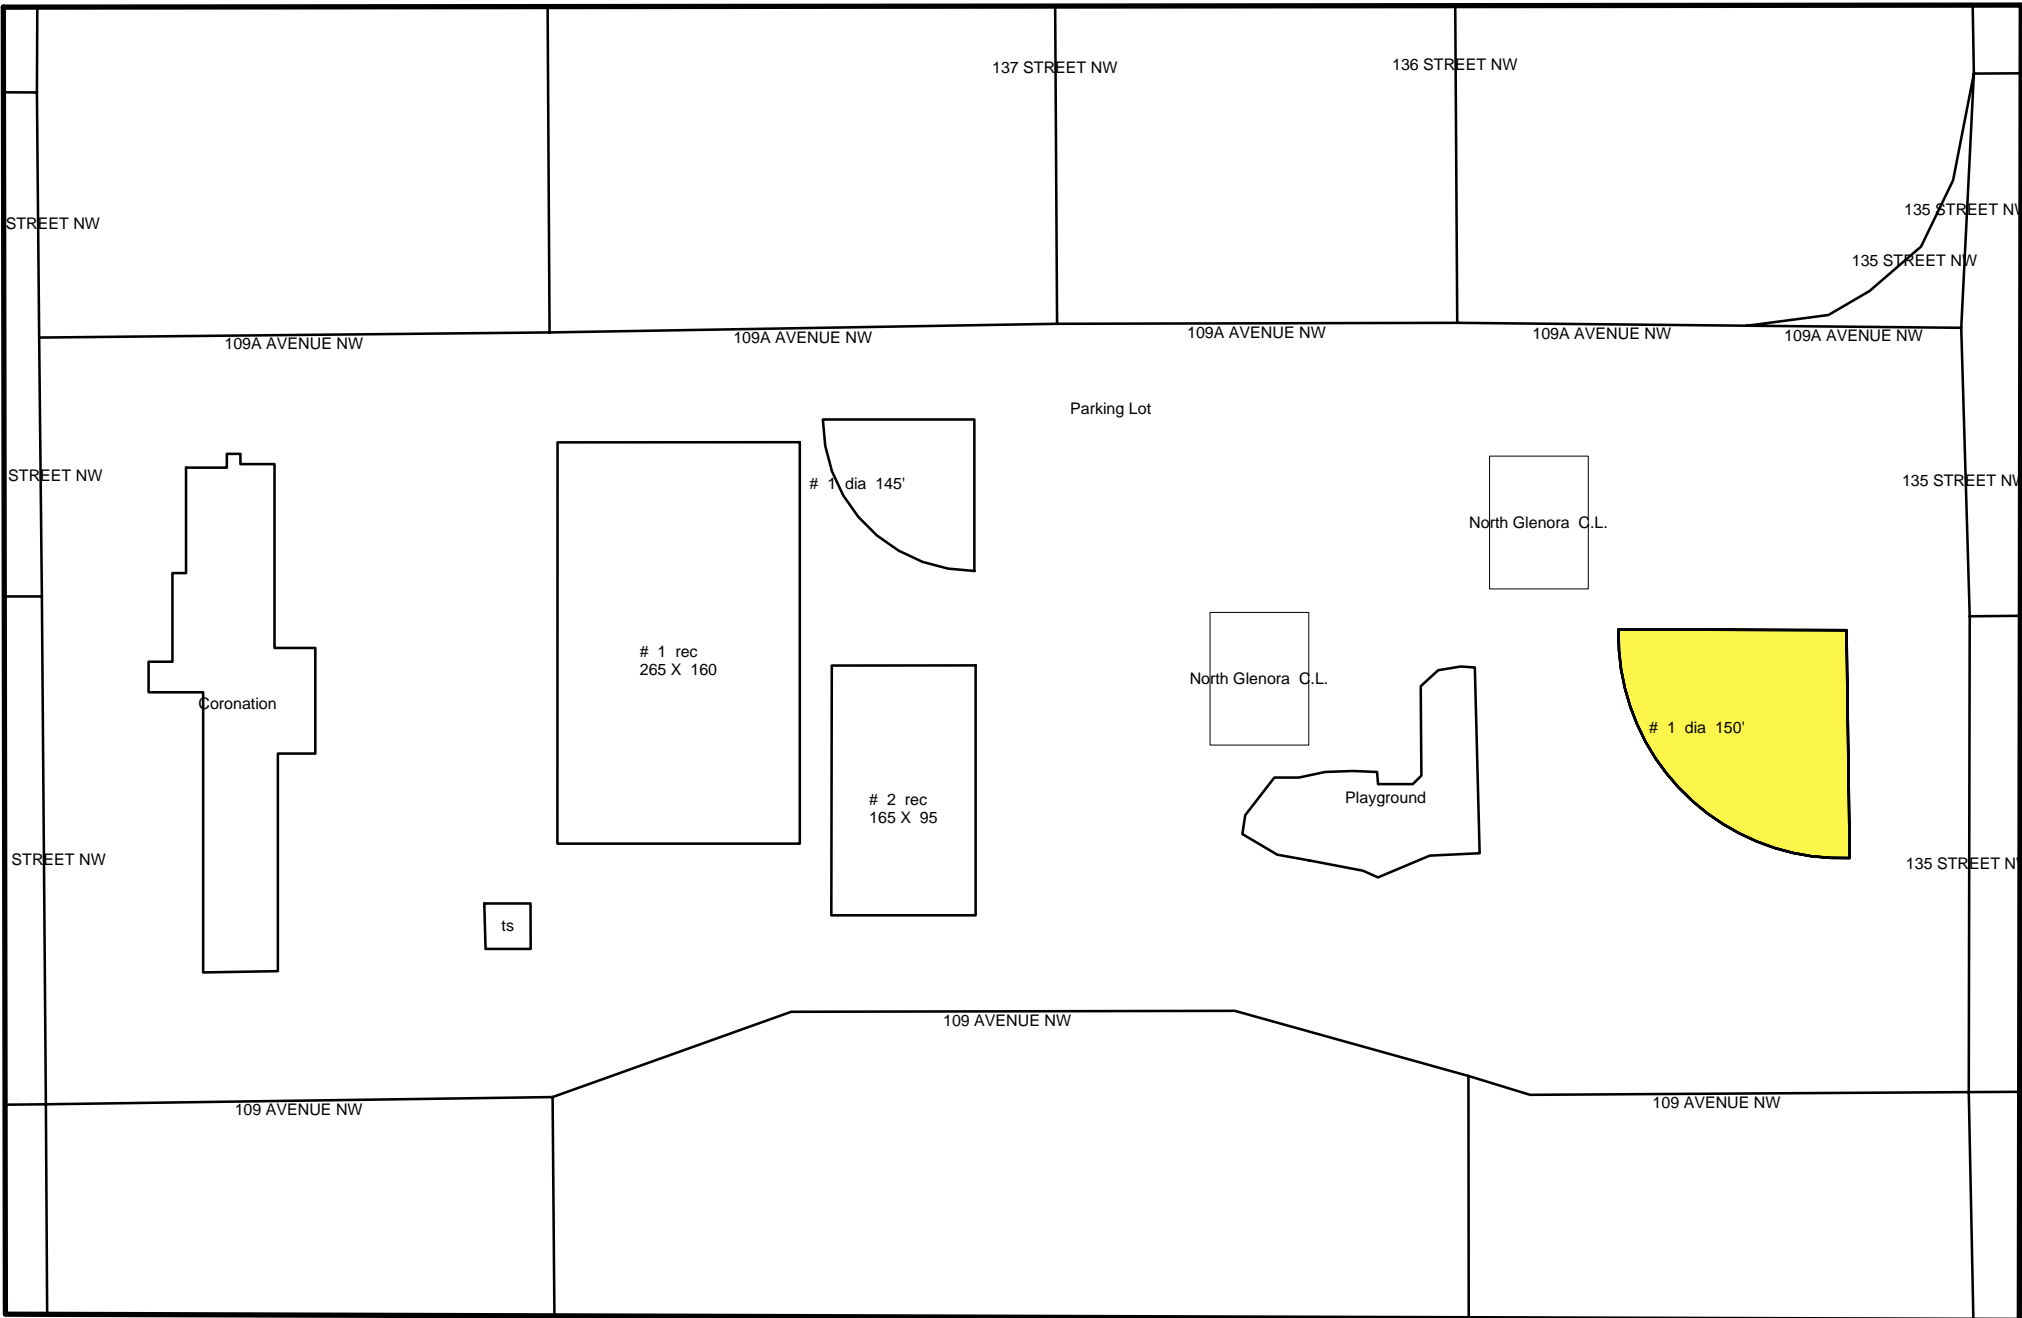 137 STREET NW
136 STREET NW
STREET NW
135 STREET NW
135 STREET NW
109A AVENUE NW
109A AVENUE NW
109A AVENUE NW
109A AVENUE NW
109A AVENUE NW
Parking Lot
STREET NW
# 1 dia 145'
135 STREET NW
North Glenora C.L.
# 1 rec
265 X 160
North Glenora C.L.
Coronation
# 1 dia 150'
# 2 rec
165 X 95
Playground
STREET NW
135 STREET N
ts
109 AVENUE NW
109 AVENUE NW
109 AVENUE NW